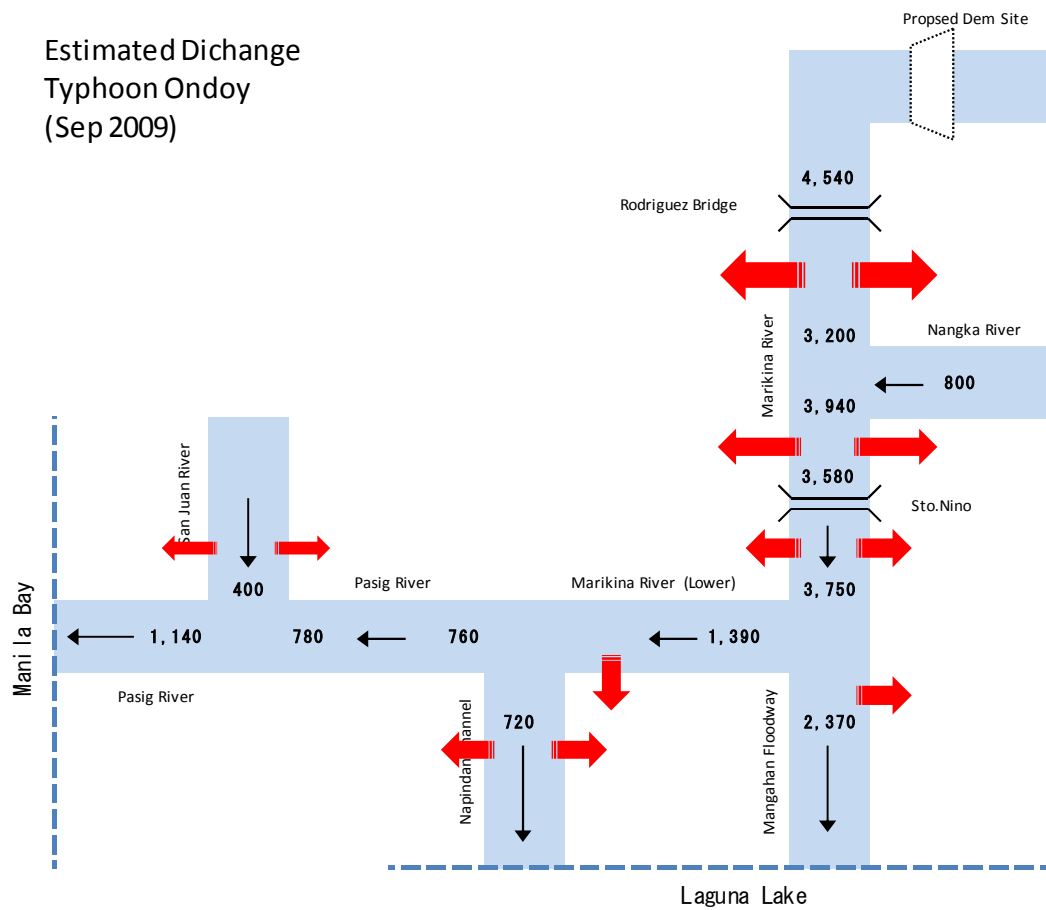 Propsed Dem Site
Estimated Dichange
Typhoon Ondoy
(Sep 2009)
4,540
Rodriguez Bridge
Marikina River
3,200
Nangka River
800
3,940
3,580
Sto.Nino
San Juan River
400
Pasig River
Marikina River (Lower)
3,750
Manila Bay
1,140
780
760
1,390
Pasig River
Napindan Channel
720
Mangahan Floodway
2,370
Laguna Lake